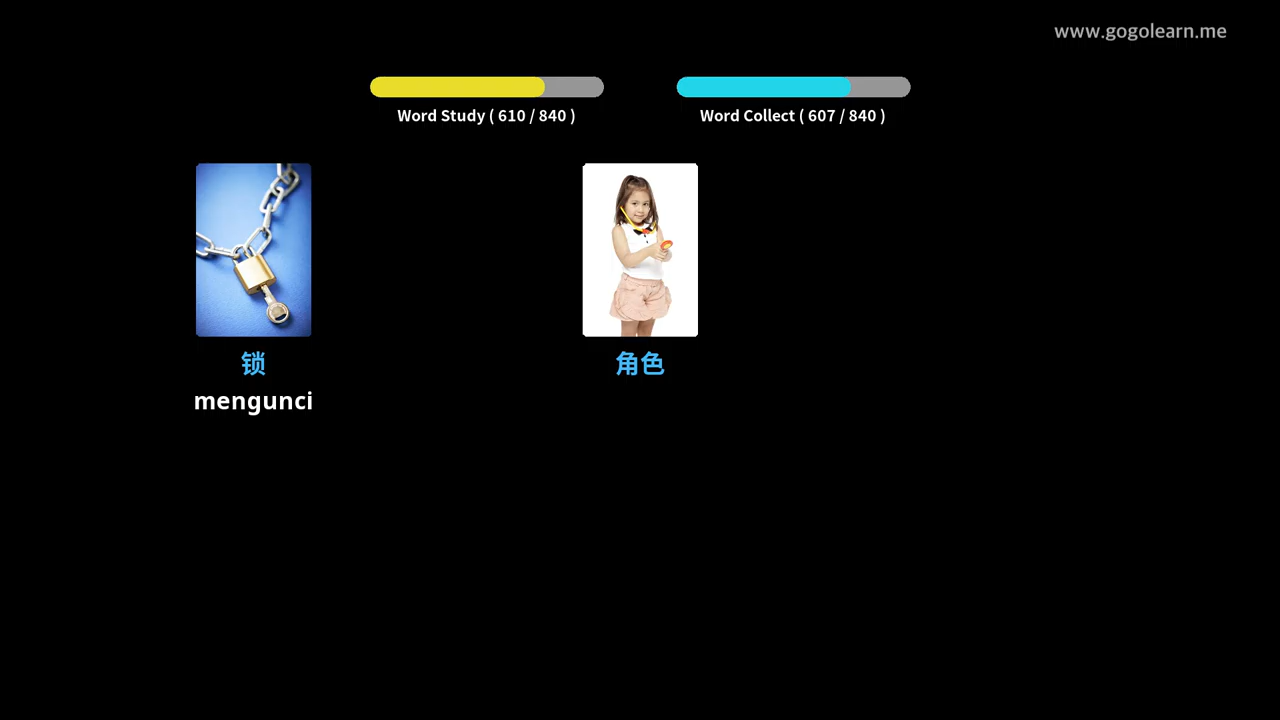 www.gogolearn.me
Word Study ( 610 / 840 )
Word Collect ( 607 / 840 )
锁
角色
mengunci